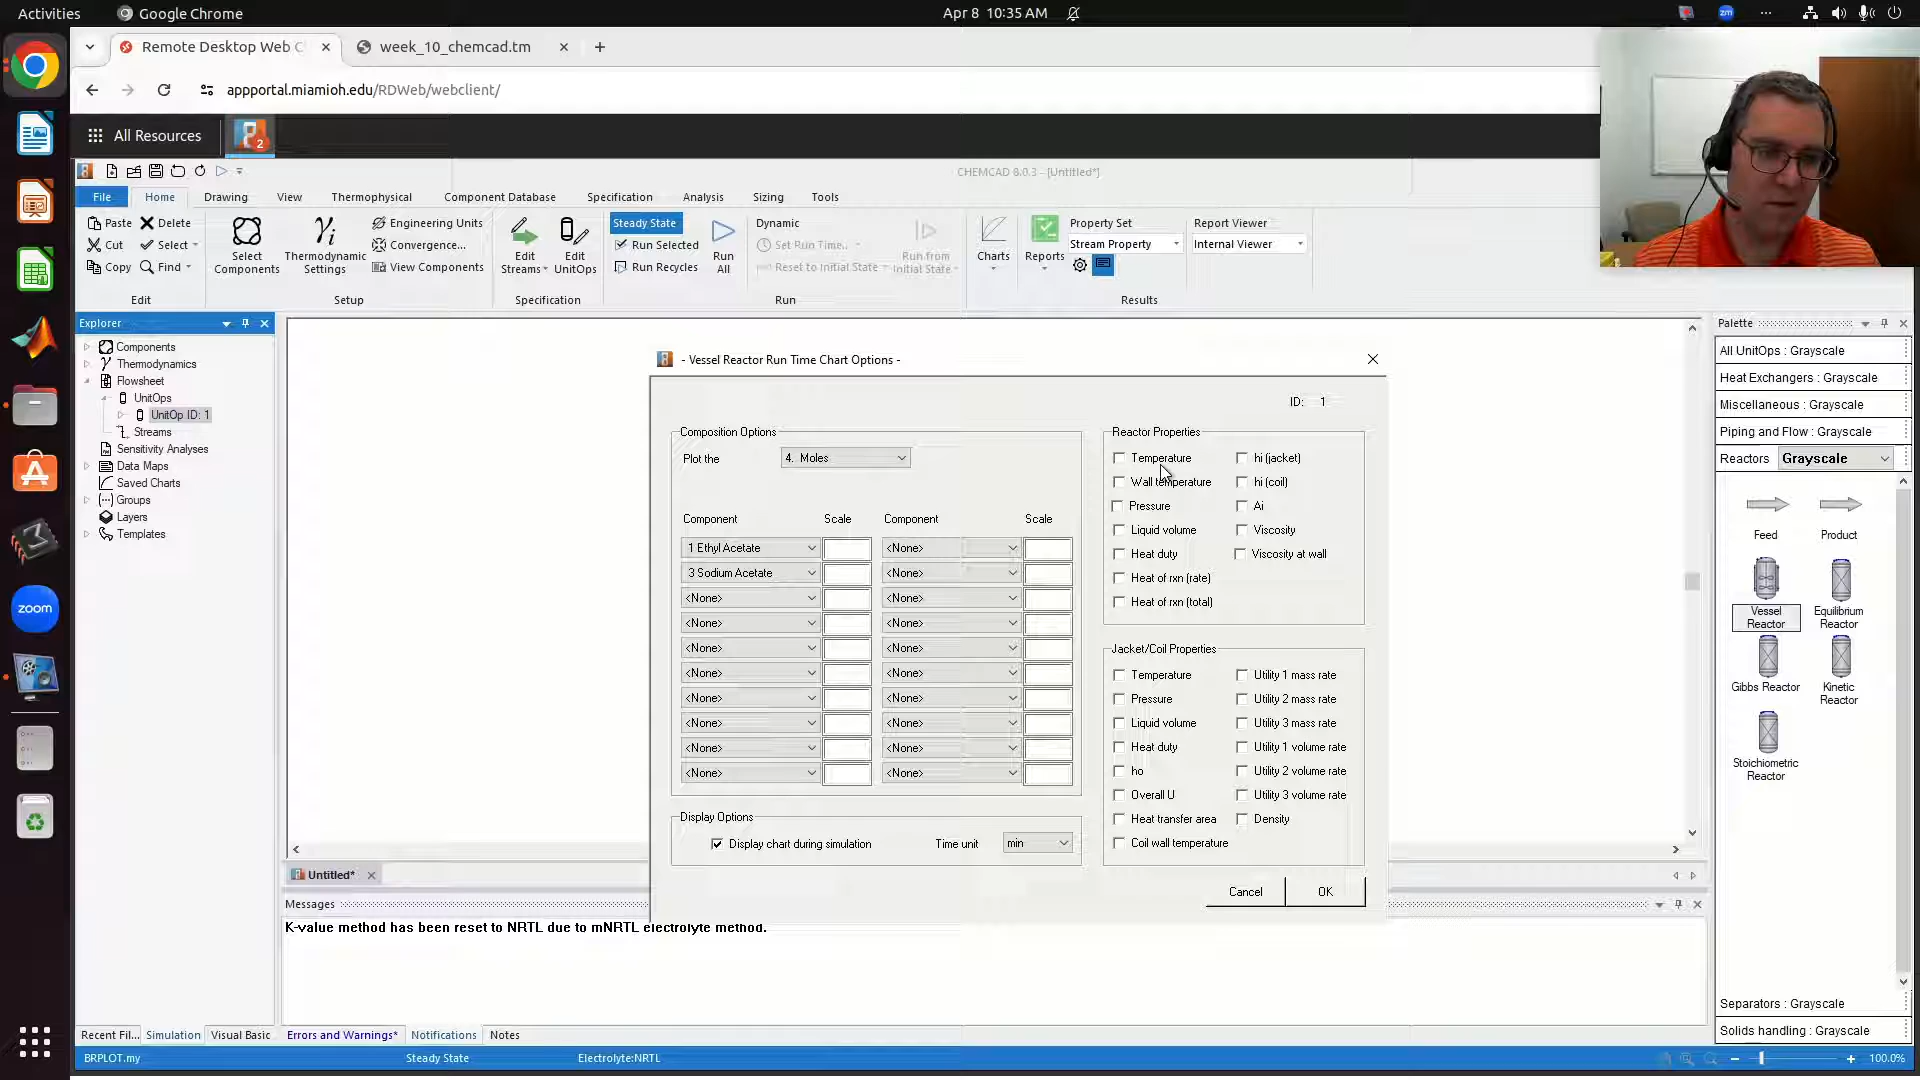 Activities
Google Chrome
Apr 8 10:35 AM
zm
Remote Desktop Web C
week_10_chemcad.tm
appportal.miamioh.edu/RDWeb/webclient/
All Resources
2
CHEMCAD 8.0.3 - [Untitled*]
File Home Drawing View Thermophysical Component Database Specification Analysis Sizing Tools
Paste Delete
Cut Select
Copy Find
Edit
Select Components
Thermodynamic Settings
Engineering Units
Convergence...
View Components
Setup
Edit Streams
Edit UnitOps
Specification
Steady State
Run Selected
Run Recycles
Run All
Dynamic
Set Run Time...
Reset to Initial State
Run from Initial State
Run
Charts
Reports
Property Set
Stream Property
Report Viewer
Internal Viewer
Results
Explorer
Components
Thermodynamics
Flowsheet
UnitOps
UnitOp ID: 1
Streams
Sensitivity Analyses
Data Maps
Saved Charts
Groups
Layers
Templates
- Vessel Reactor Run Time Chart Options -
ID: 1
Composition Options
Plot the 4. Moles
Component Scale Component Scale
1 Ethyl Acetate <None>
3 Sodium Acetate <None>
<None> <None>
<None> <None>
<None> <None>
<None> <None>
<None> <None>
<None> <None>
<None> <None>
<None> <None>
Display Options
Display chart during simulation Time unit min
Reactor Properties
Temperature hi (jacket)
Wall temperature hi (coil)
Pressure Ai
Liquid volume Viscosity
Heat duty Viscosity at wall
Heat of rxn (rate)
Heat of rxn (total)
Jacket/Coil Properties
Temperature Utility 1 mass rate
Pressure Utility 2 mass rate
Liquid volume Utility 3 mass rate
Heat duty Utility 1 volume rate
ho Utility 2 volume rate
Overall U Utility 3 volume rate
Heat transfer area Density
Coil wall temperature
Cancel OK
Palette
All UnitOps : Grayscale
Heat Exchangers : Grayscale
Miscellaneous : Grayscale
Piping and Flow : Grayscale
Reactors Grayscale
Feed Product
Vessel Reactor
Equilibrium Reactor
Gibbs Reactor
Kinetic Reactor
Stoichiometric Reactor
Separators : Grayscale
Solids handling : Grayscale
zoom
Untitled*
Messages
K-value method has been reset to NRTL due to mNRTL electrolyte method.
Recent Fil... Simulation Visual Basic Errors and Warnings* Notifications Notes
BRPLOT.my Steady State Electrolyte:NRTL 100.0%